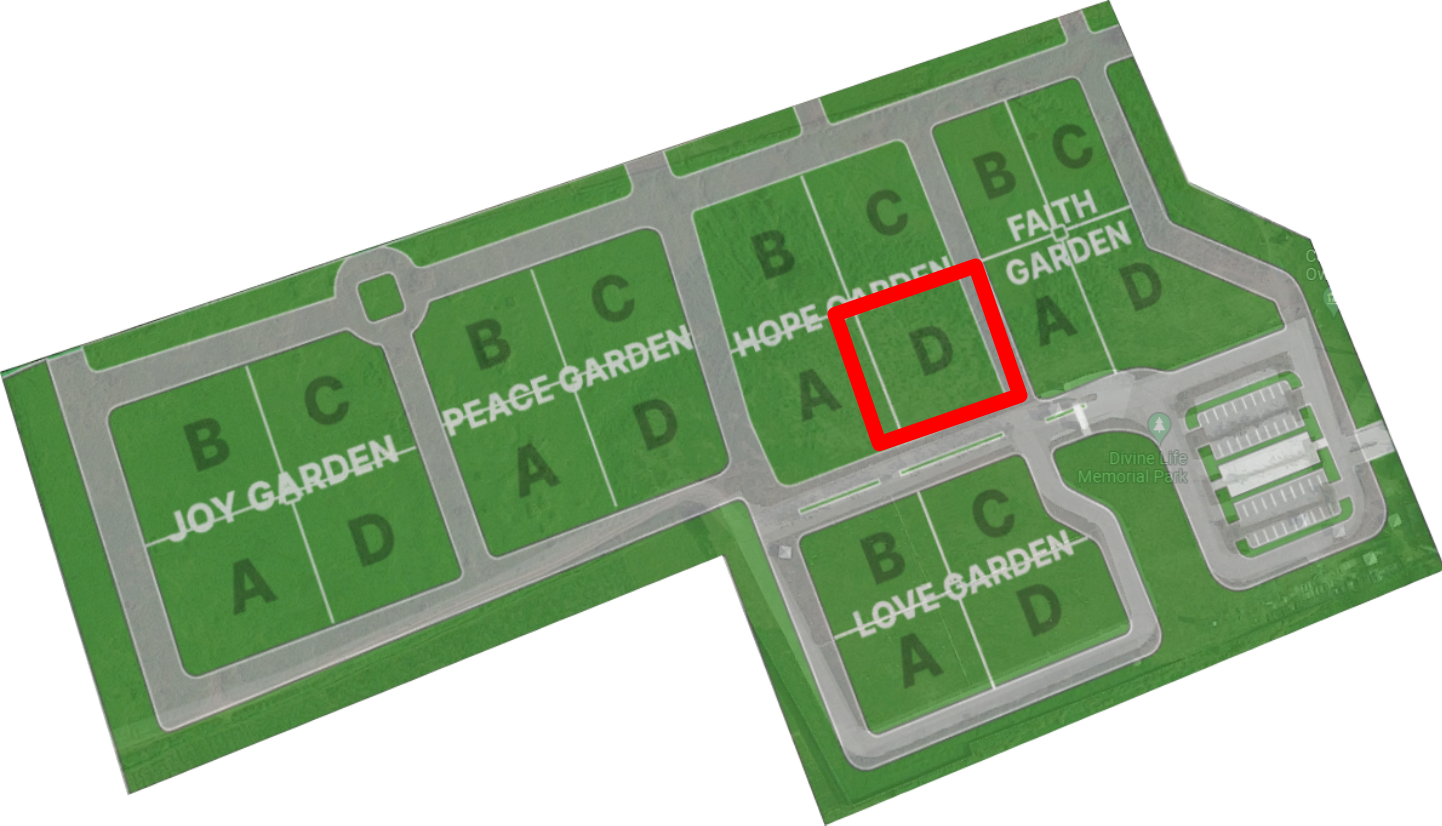 B C
FAITH
GARDEN
A D
B C
HOPE GARDEN
A D
B C
PEACE GARDEN
A D
B C
JOY GARDEN
A D
Divine Life
Memorial Park
B C
LOVE GARDEN
A D